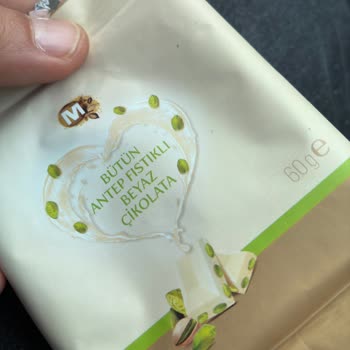 M
BÜTÜN
ANTEP FISTIKLI
BEYAZ
ÇİKOLATA
60g e